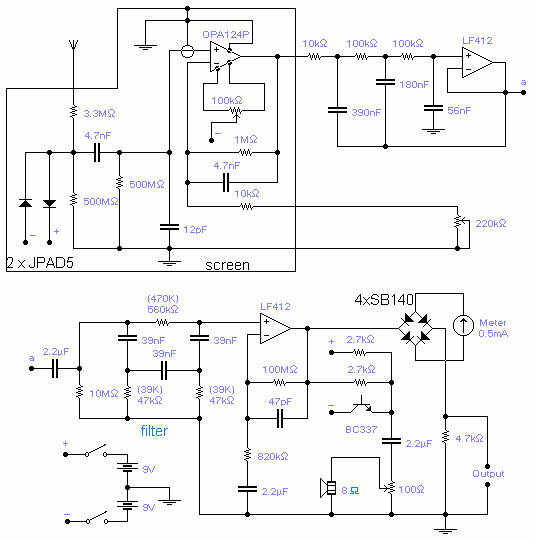 OPA124P
LF412
10kΩ
100kΩ
100kΩ
a
180nF
100kΩ
3.3MΩ
390nF
56nF
−
4.7nF
1MΩ
4.7nF
500MΩ
500MΩ
10kΩ
220kΩ
12pF
− +
2 x JPAD5
screen
(470K)
560kΩ
LF412
4xSB140
Meter
0.5mA
39nF
39nF
2.7kΩ
+
a
2.2µF
39nF
2.7kΩ
100MΩ
10MΩ
(39K)
47kΩ
(39K)
47kΩ
−
47pF
BC337
filter
4.7kΩ
2.2µF
+
820kΩ
9V
Output
8Ω
100Ω
2.2µF
9V
−